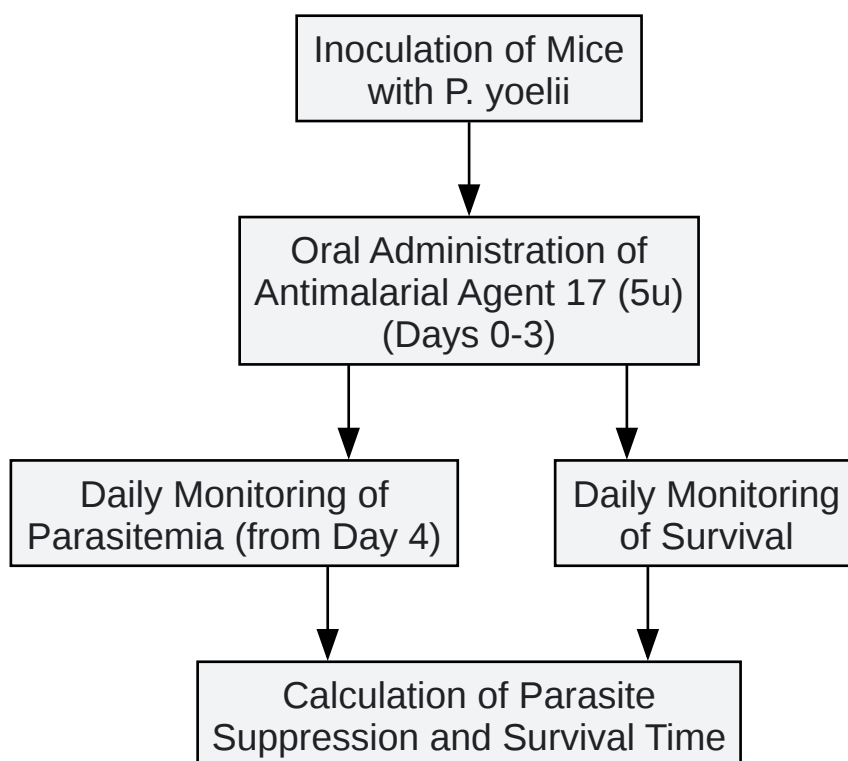 Inoculation of Mice
with P. yoelii
Oral Administration of
Antimalarial Agent 17 (5u)
(Days 0-3)
Daily Monitoring of
Parasitemia (from Day 4)
Daily Monitoring
of Survival
Calculation of Parasite
Suppression and Survival Time